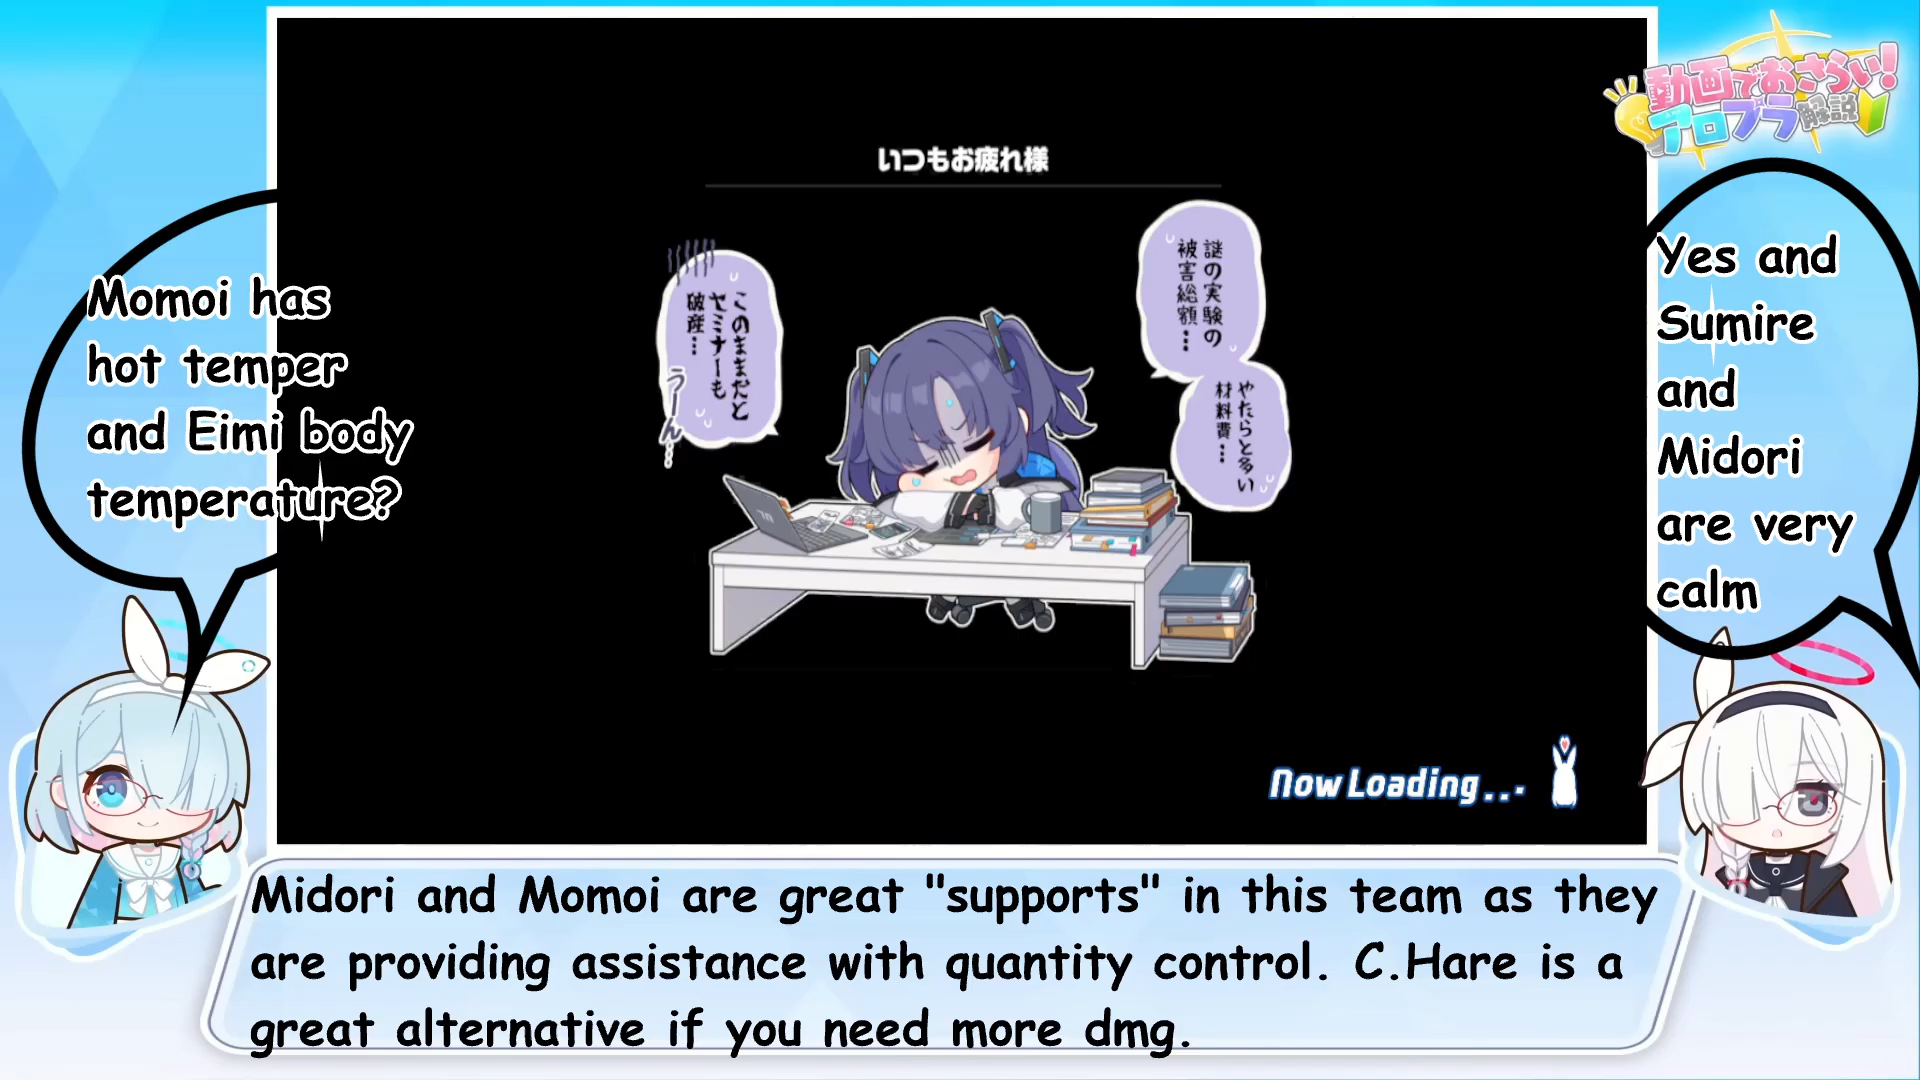 動画でおさらい!
アロプラ解説
いつもお疲れ様
謎の実験の
被害総額…
やたらと多い
材料費…
このままだと
セミナーも
破産…
うーん…
Momoi has
hot temper
and Eimi body
temperature?
Yes and
Sumire
and
Midori
are very
calm
Now Loading...
Midori and Momoi are great "supports" in this team as they
are providing assistance with quantity control. C.Hare is a
great alternative if you need more dmg.